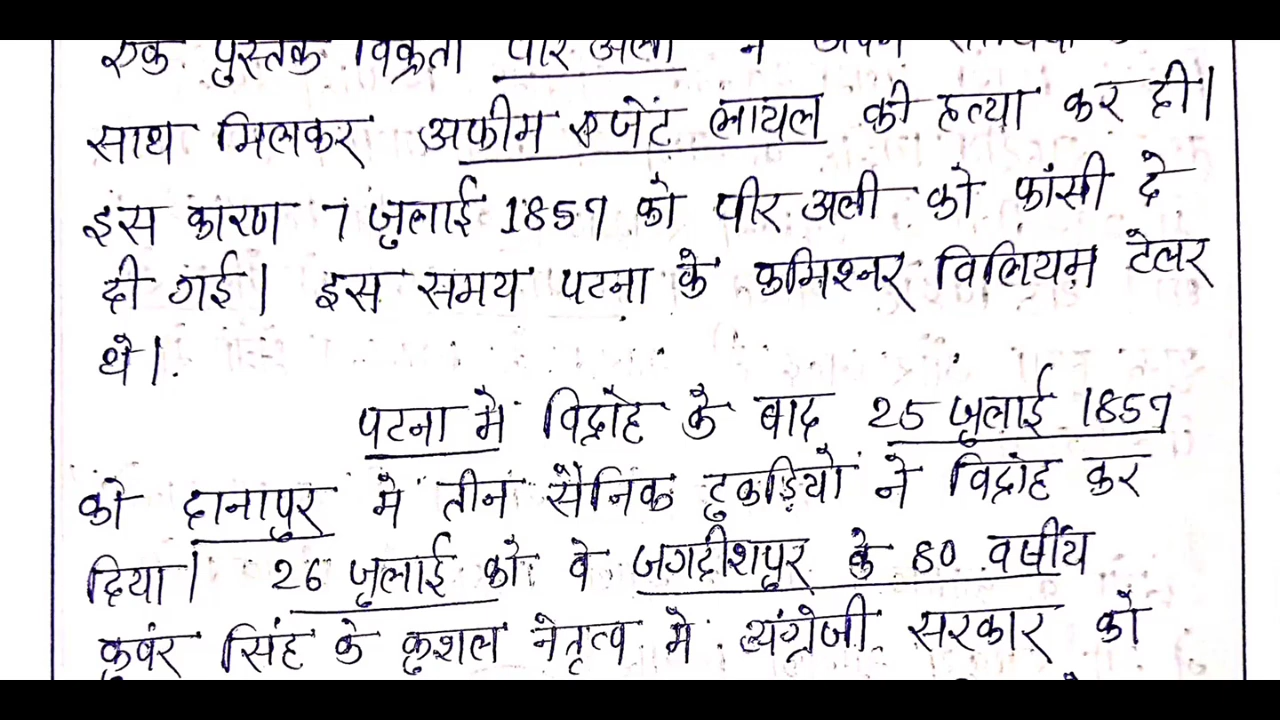 एक पुस्तक विक्रेता पीर अली ने अपने
साथ मिलकर अफीम एजेंट लायल की हत्या कर दी।
इस कारण 7 जुलाई 1857 को पीर अली को फांसी दे
दी गई। इस समय पटना के कमिश्नर विलियम टेलर
थे।
पटना में विद्रोह के बाद 25 जुलाई 1857
को दानापुर में तीन सैनिक टुकड़ियों ने विद्रोह कर
दिया। 26 जुलाई को वे जगदीशपुर के 80 वर्षीय
कुवंर सिंह के कुशल नेतृत्व में अंग्रेजी सरकार को